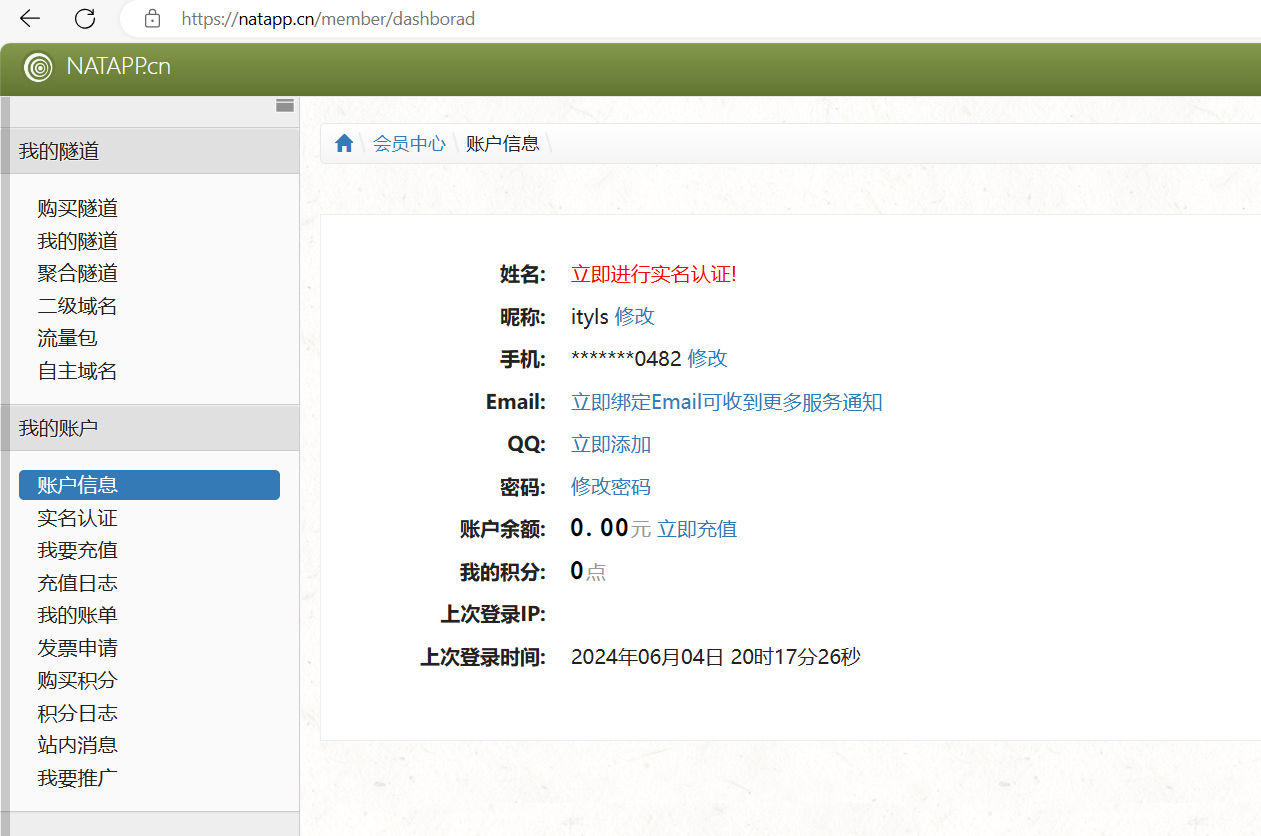 https://natapp.cn/member/dashborad
NATAPP.cn
我的隧道
购买隧道
我的隧道
聚合隧道
二级域名
流量包
自主域名
我的账户
账户信息
实名认证
我要充值
充值日志
我的账单
发票申请
购买积分
积分日志
站内消息
我要推广
会员中心 \ 账户信息 \
姓名: 立即进行实名认证!
昵称: ityls 修改
手机: *******0482 修改
Email: 立即绑定Email可收到更多服务通知
QQ: 立即添加
密码: 修改密码
账户余额: 0.00元 立即充值
我的积分: 0点
上次登录IP:
上次登录时间: 2024年06月04日 20时17分26秒